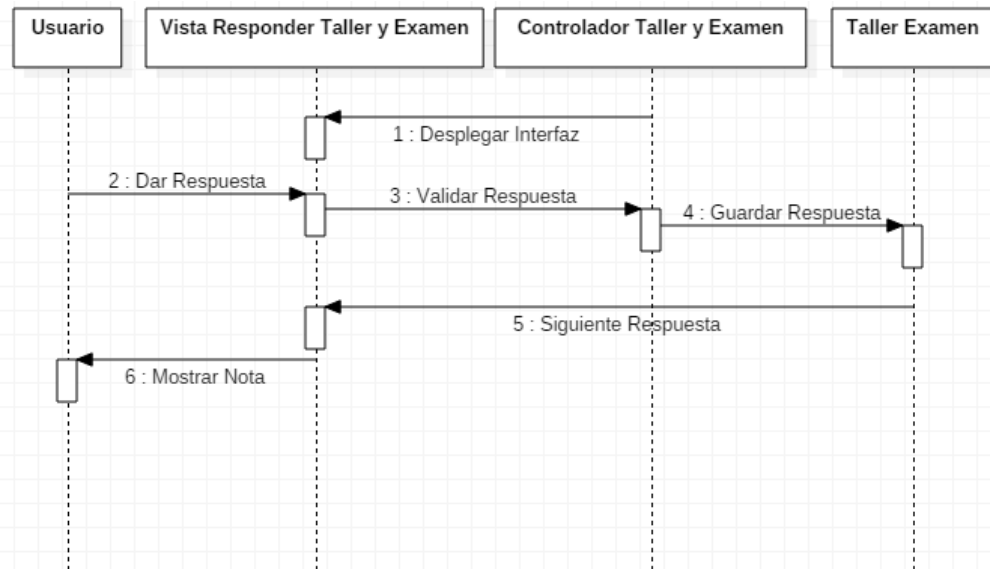 Usuario
Vista Responder Taller y Examen
Controlador Taller y Examen
Taller Examen
1 : Desplegar Interfaz
2 : Dar Respuesta
3 : Validar Respuesta
4 : Guardar Respuesta
5 : Siguiente Respuesta
6 : Mostrar Nota